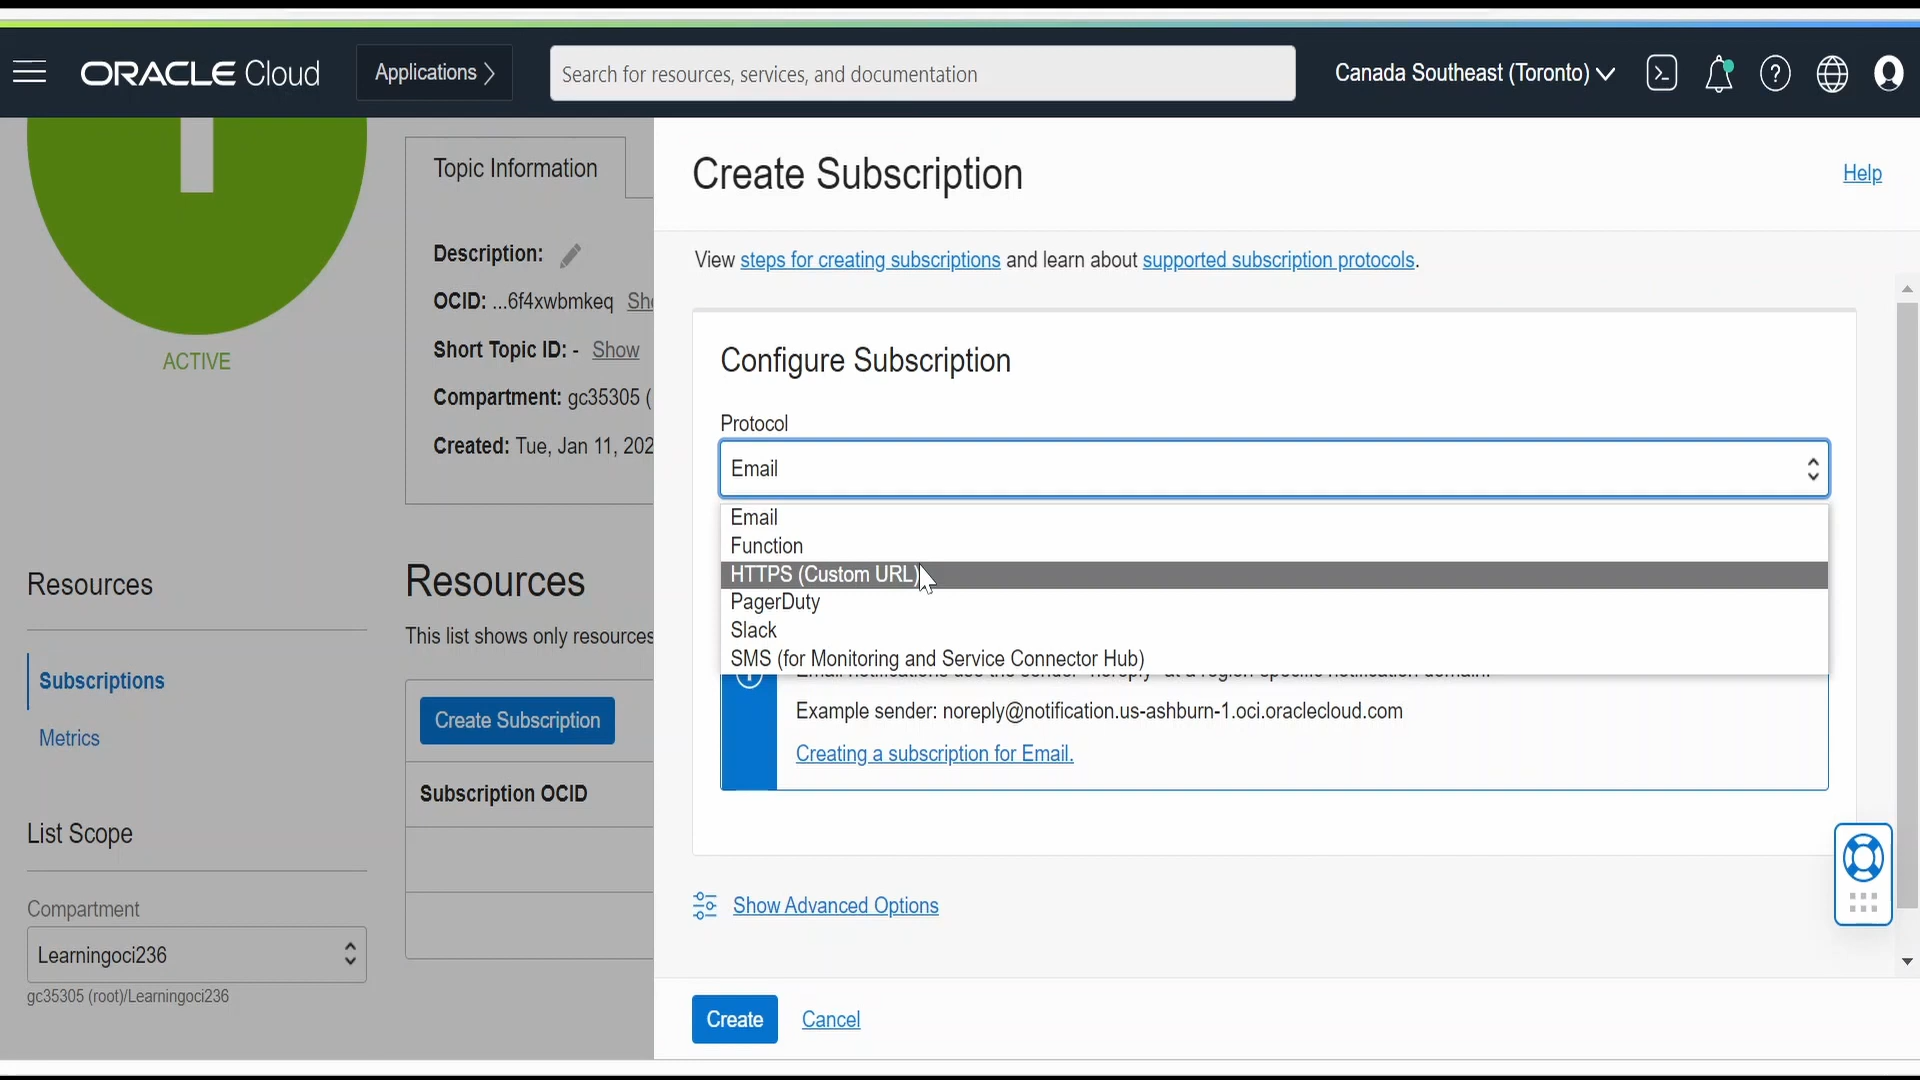 ORACLE Cloud
Applications
Search for resources, services, and documentation
Canada Southeast (Toronto)
ACTIVE
Topic Information
Description:
OCID: ...6f4xwbmkeq
Short Topic ID: - Show
Compartment: gc35305 (
Created: Tue, Jan 11, 202
Resources
Subscriptions
Metrics
List Scope
Compartment
Learningoci236
gc35305 (root)/Learningoci236
Resources
This list shows only resources
Create Subscription
Subscription OCID
Create Subscription
Help
View steps for creating subscriptions and learn about supported subscription protocols.
Configure Subscription
Protocol
Email
Email
Function
HTTPS (Custom URL)
PagerDuty
Slack
SMS (for Monitoring and Service Connector Hub)
Example sender: noreply@notification.us-ashburn-1.oci.oraclecloud.com
Creating a subscription for Email.
Show Advanced Options
Create
Cancel